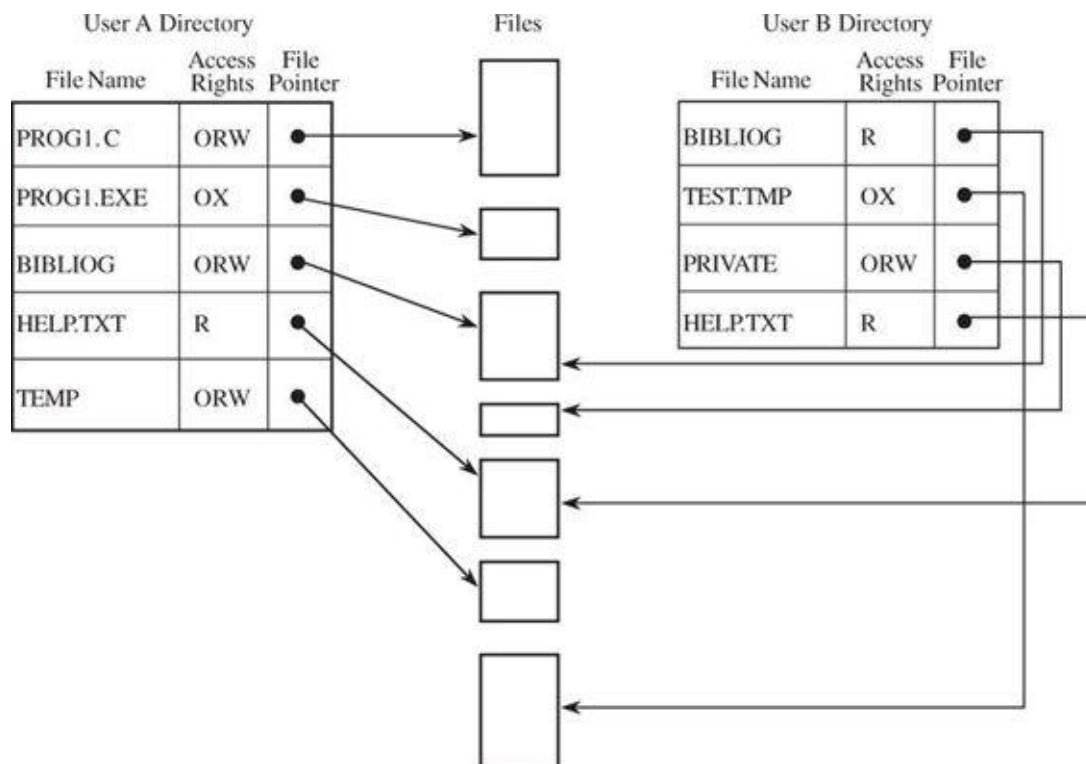 User A Directory
File Name Access Rights File Pointer
PROG1.C ORW
PROG1.EXE OX
BIBLIOG ORW
HELP.TXT R
TEMP ORW
Files
User B Directory
File Name Access Rights File Pointer
BIBLIOG R
TEST.TMP OX
PRIVATE ORW
HELP.TXT R